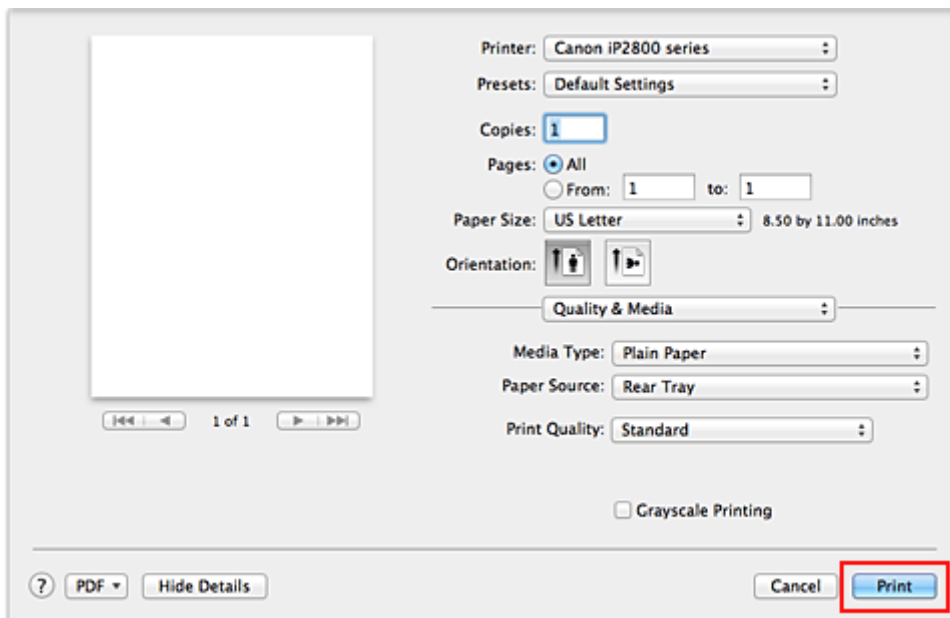 Printer: Canon iP2800 series
Presets: Default Settings
Copies: 1
Pages: All
From: 1 to: 1
Paper Size: US Letter 8.50 by 11.00 inches
Orientation:
Quality & Media
Media Type: Plain Paper
Paper Source: Rear Tray
1 of 1
Print Quality: Standard
Grayscale Printing
? PDF Hide Details Cancel Print